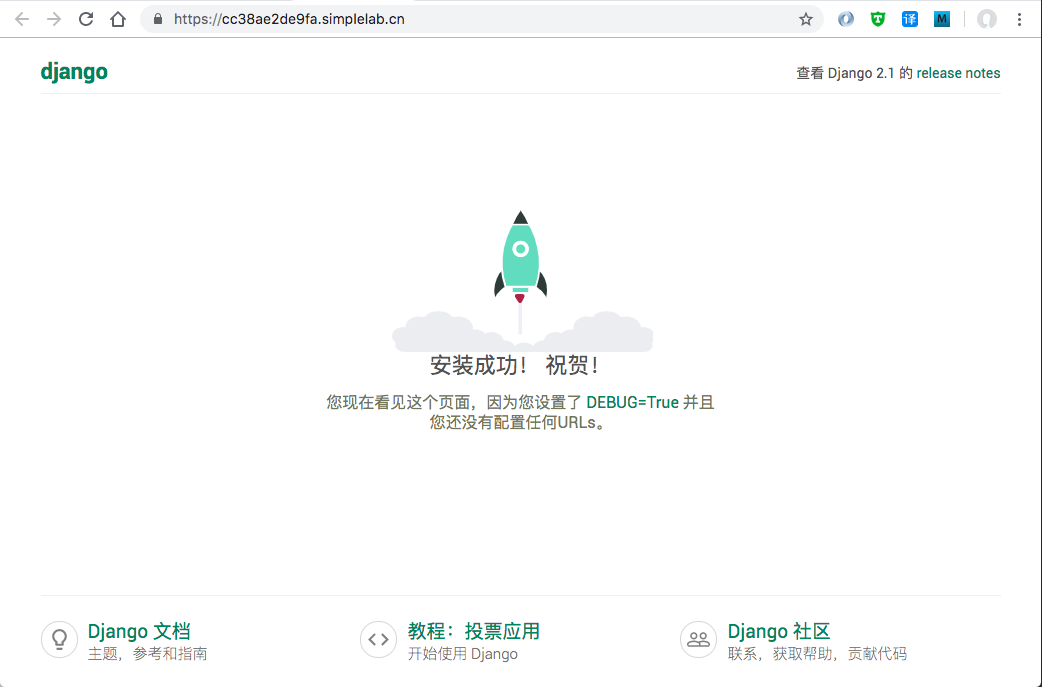 https://cc38ae2de9fa.simplelab.cn
译
M
django
查看 Django 2.1 的 release notes
安装成功！ 祝贺！
您现在看见这个页面，因为您设置了 DEBUG=True 并且
您还没有配置任何URLs。
Django 文档
主题，参考和指南
教程：投票应用
开始使用 Django
Django 社区
联系，获取帮助，贡献代码